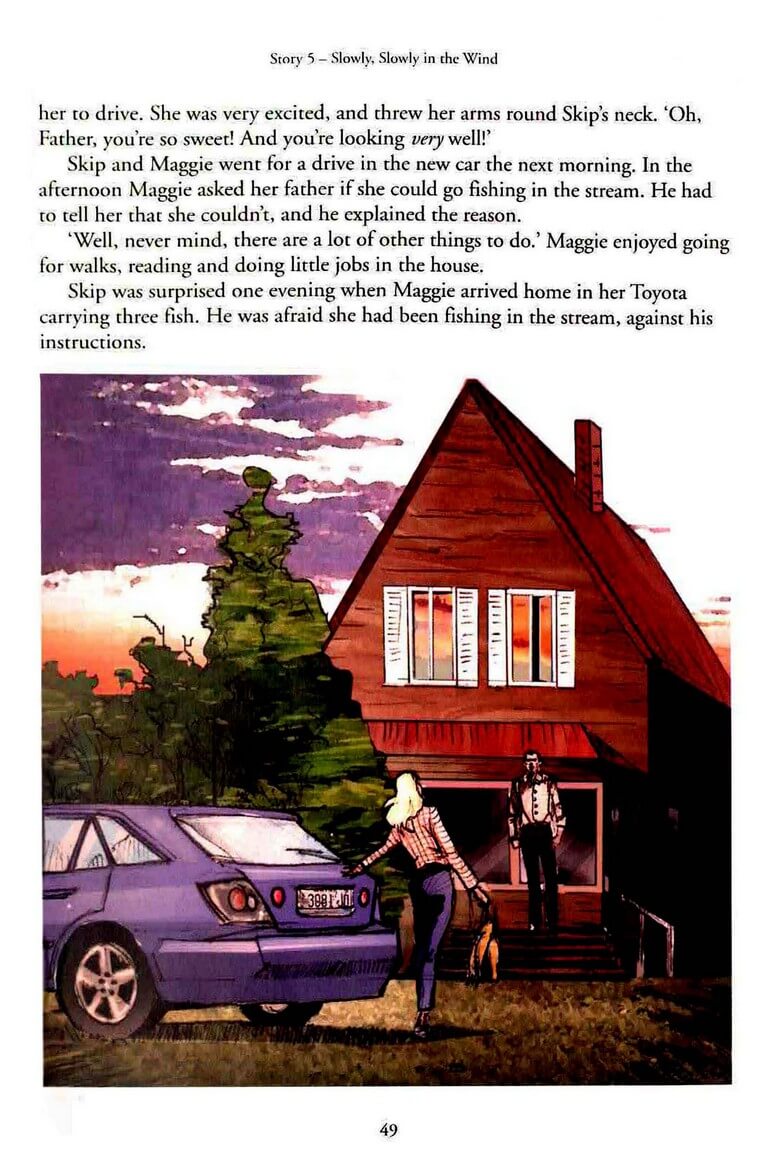 Story 5 – Slowly, Slowly in the Wind
her to drive. She was very excited, and threw her arms round Skip's neck. ‘Oh,
Father, you're so sweet! And you're looking very well!’
Skip and Maggie went for a drive in the new car the next morning. In the
afternoon Maggie asked her father if she could go fishing in the stream. He had
to tell her that she couldn't, and he explained the reason.
‘Well, never mind, there are a lot of other things to do.’ Maggie enjoyed going
for walks, reading and doing little jobs in the house.
Skip was surprised one evening when Maggie arrived home in her Toyota
carrying three fish. He was afraid she had been fishing in the stream, against his
instructions.
49